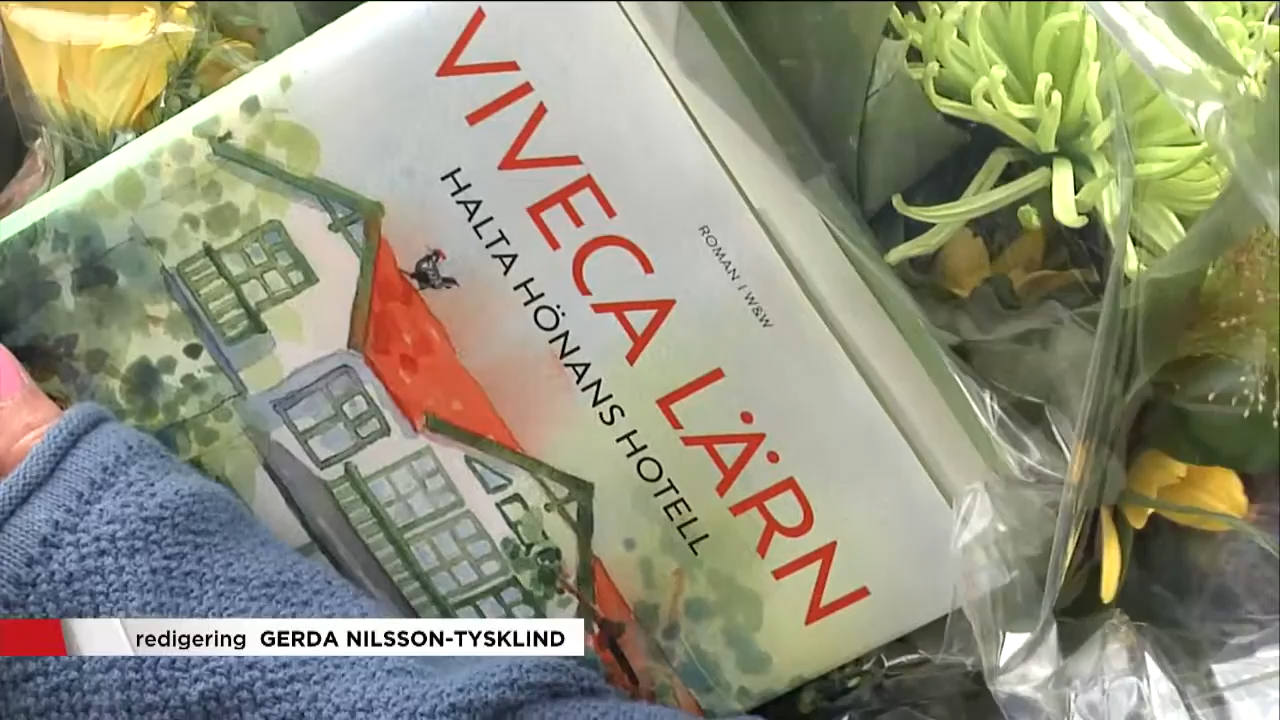 VIVECA LÄRN
HALTA HÖNANS HOTELL
ROMAN I W&W
redigering GERDA NILSSON-TYSKLIND